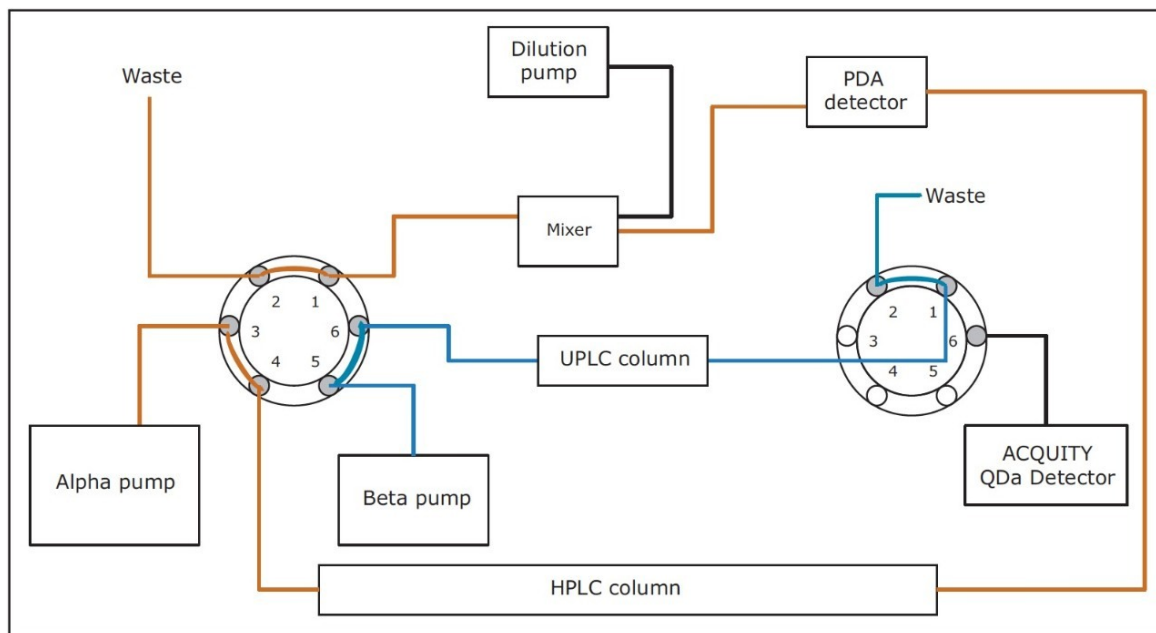 Dilution
pump
Waste
PDA
detector
Mixer
Waste
2 1
3 6
4 5
2 1
3 6
4 5
UPLC column
Alpha pump
Beta pump
ACQUITY
QDa Detector
HPLC column